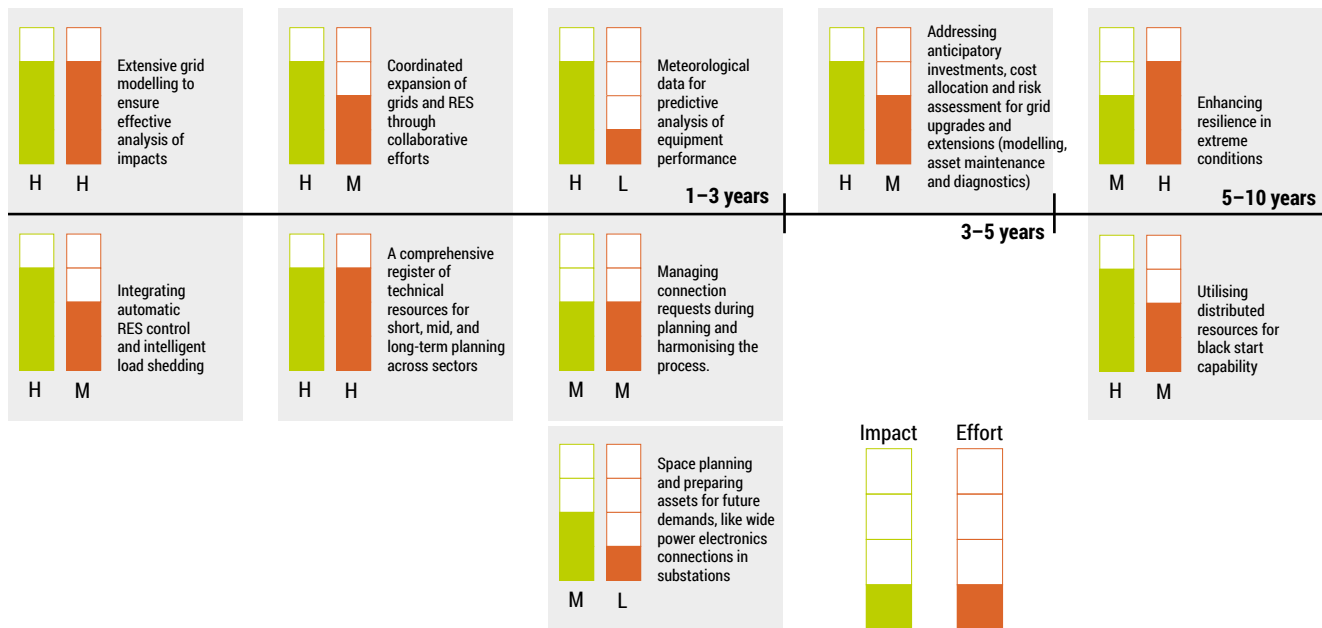 Extensive grid
modelling to
ensure
effective
analysis of
impacts
H H
Coordinated
expansion of
grids and RES
through
collaborative
efforts
H M
Meteorological
data for
predictive
analysis of
equipment
performance
H L
Addressing
anticipatory
investments, cost
allocation and risk
assessment for grid
upgrades and
extensions (modelling,
asset maintenance
and diagnostics)
H M
Enhancing
resilience in
extreme
conditions
M H
1–3 years
3–5 years
5–10 years
Integrating
automatic
RES control
and intelligent
load shedding
H M
A comprehensive
register of
technical
resources for
short, mid, and
long-term planning
across sectors
H H
Managing
connection
requests during
planning and
harmonising the
process.
M M
Utilising
distributed
resources for
black start
capability
H M
Space planning
and preparing
assets for future
demands, like wide
power electronics
connections in
substations
M L
Impact Effort